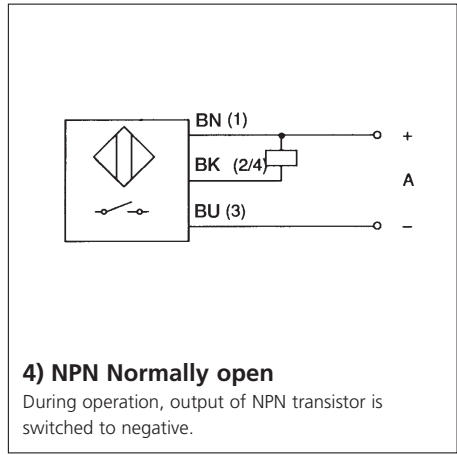 BN (1)
+
BK (2/4)
A
BU (3)
–
4) NPN Normally open
During operation, output of NPN transistor is
switched to negative.